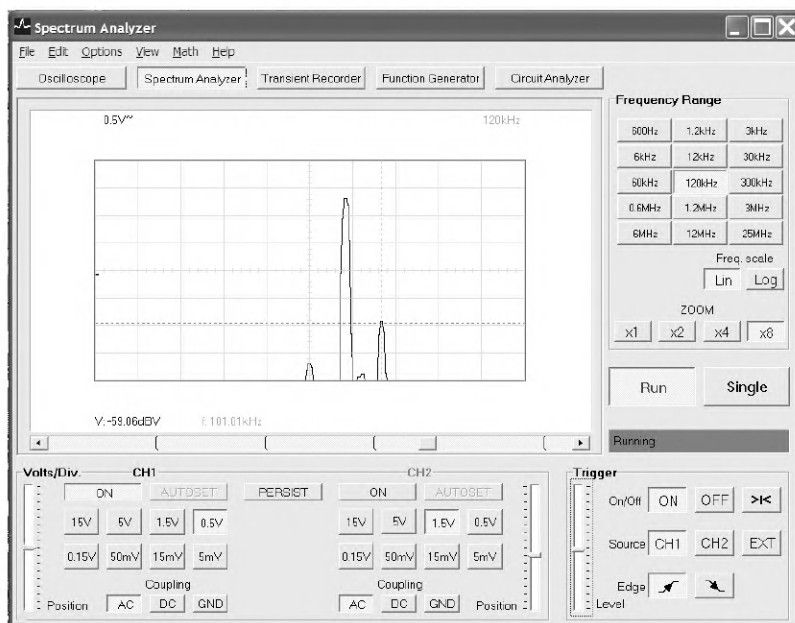 Spectrum Analyzer
File Edit Options View Math Help
Oscilloscope Spectrum Analyzer Transient Recorder Function Generator Circuit Analyzer
0.5V~ 120kHz
V:-59.06dBV f: 101.01kHz
Frequency Range
600Hz 1.2kHz 3kHz
6kHz 12kHz 30kHz
60kHz 120kHz 300kHz
0.6MHz 1.2MHz 3MHz
6MHz 12MHz 25MHz
Freq. scale
Lin Log
ZOOM
x1 x2 x4 x8
Run Single
Running
Volts/Div. CH1 CH2
ON AUTOSET PERSIST ON AUTOSET
15V 5V 1.5V 0.5V 15V 5V 1.5V 0.5V
0.15V 50mV 15mV 5mV 0.15V 50mV 15mV 5mV
Coupling Coupling
Position AC DC GND AC DC GND Position
Trigger
On/Off ON OFF >I<
Source CH1 CH2 EXT
Edge
Level